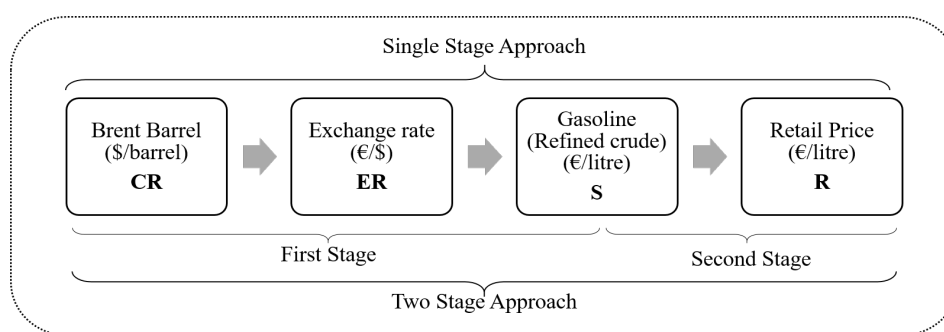 Single Stage Approach
Brent Barrel
($/barrel)
CR
Exchange rate
(€/$)
ER
Gasoline
(Refined crude)
(€/litre)
S
Retail Price
(€/litre)
R
First Stage
Second Stage
Two Stage Approach